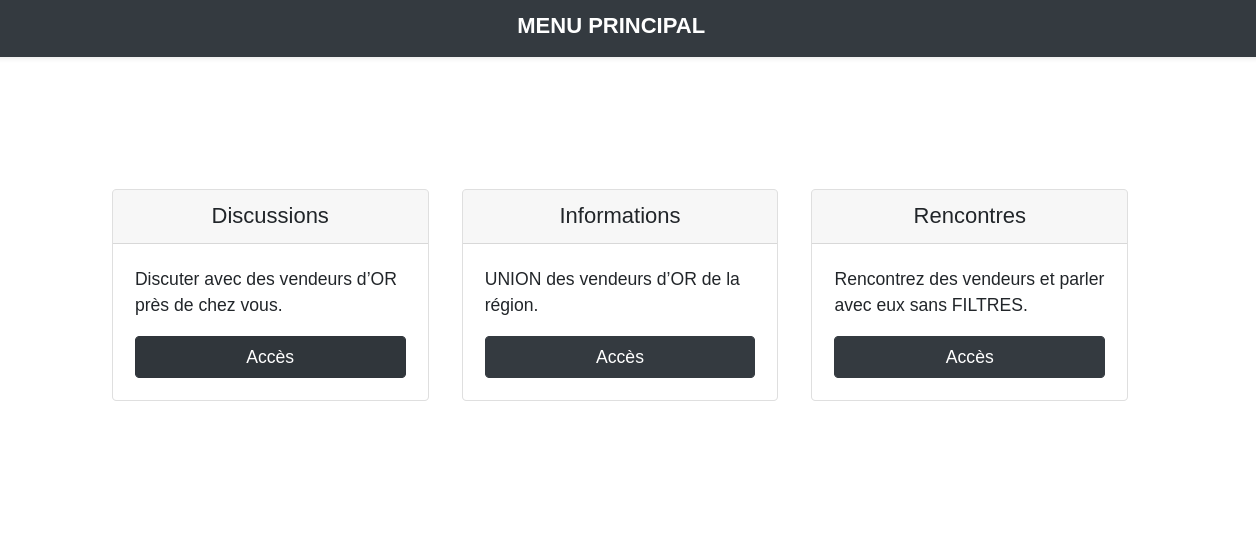 MENU PRINCIPAL
Discussions
Discuter avec des vendeurs d’OR
près de chez vous.
Accès
Informations
UNION des vendeurs d’OR de la
région.
Accès
Rencontres
Rencontrez des vendeurs et parler
avec eux sans FILTRES.
Accès